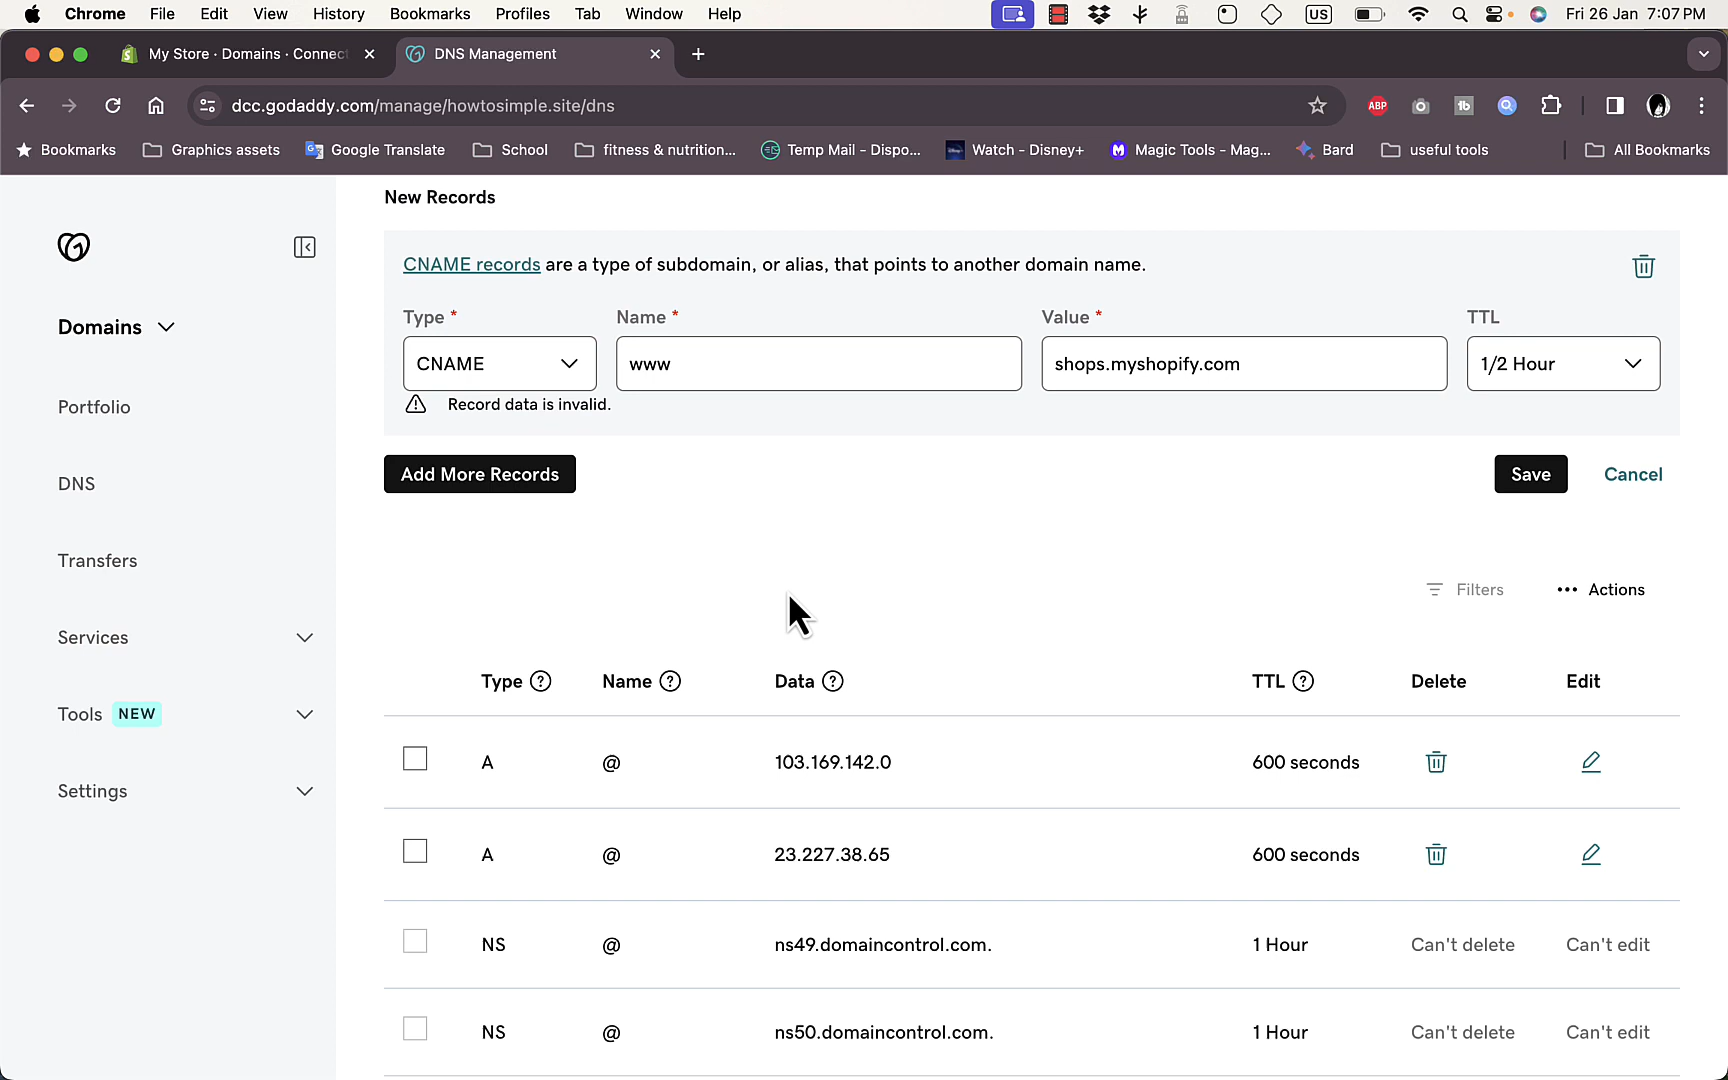 Chrome File Edit View History Bookmarks Profiles Tab Window Help US Fri 26 Jan 7:07 PM
My Store · Domains · Connect DNS Management
dcc.godaddy.com/manage/howtosimple.site/dns ABP tb
Bookmarks Graphics assets Google Translate School fitness & nutrition... Temp Mail - Dispo... Watch - Disney+ Magic Tools - Mag... Bard useful tools All Bookmarks
New Records
CNAME records are a type of subdomain, or alias, that points to another domain name.
Type * Name * Value * TTL
CNAME www shops.myshopify.com 1/2 Hour
Record data is invalid.
Add More Records Save Cancel
Domains
Portfolio
DNS
Transfers
Services
Tools NEW
Settings
Filters Actions
Type Name Data TTL Delete Edit
A @ 103.169.142.0 600 seconds
A @ 23.227.38.65 600 seconds
NS @ ns49.domaincontrol.com. 1 Hour Can't delete Can't edit
NS @ ns50.domaincontrol.com. 1 Hour Can't delete Can't edit